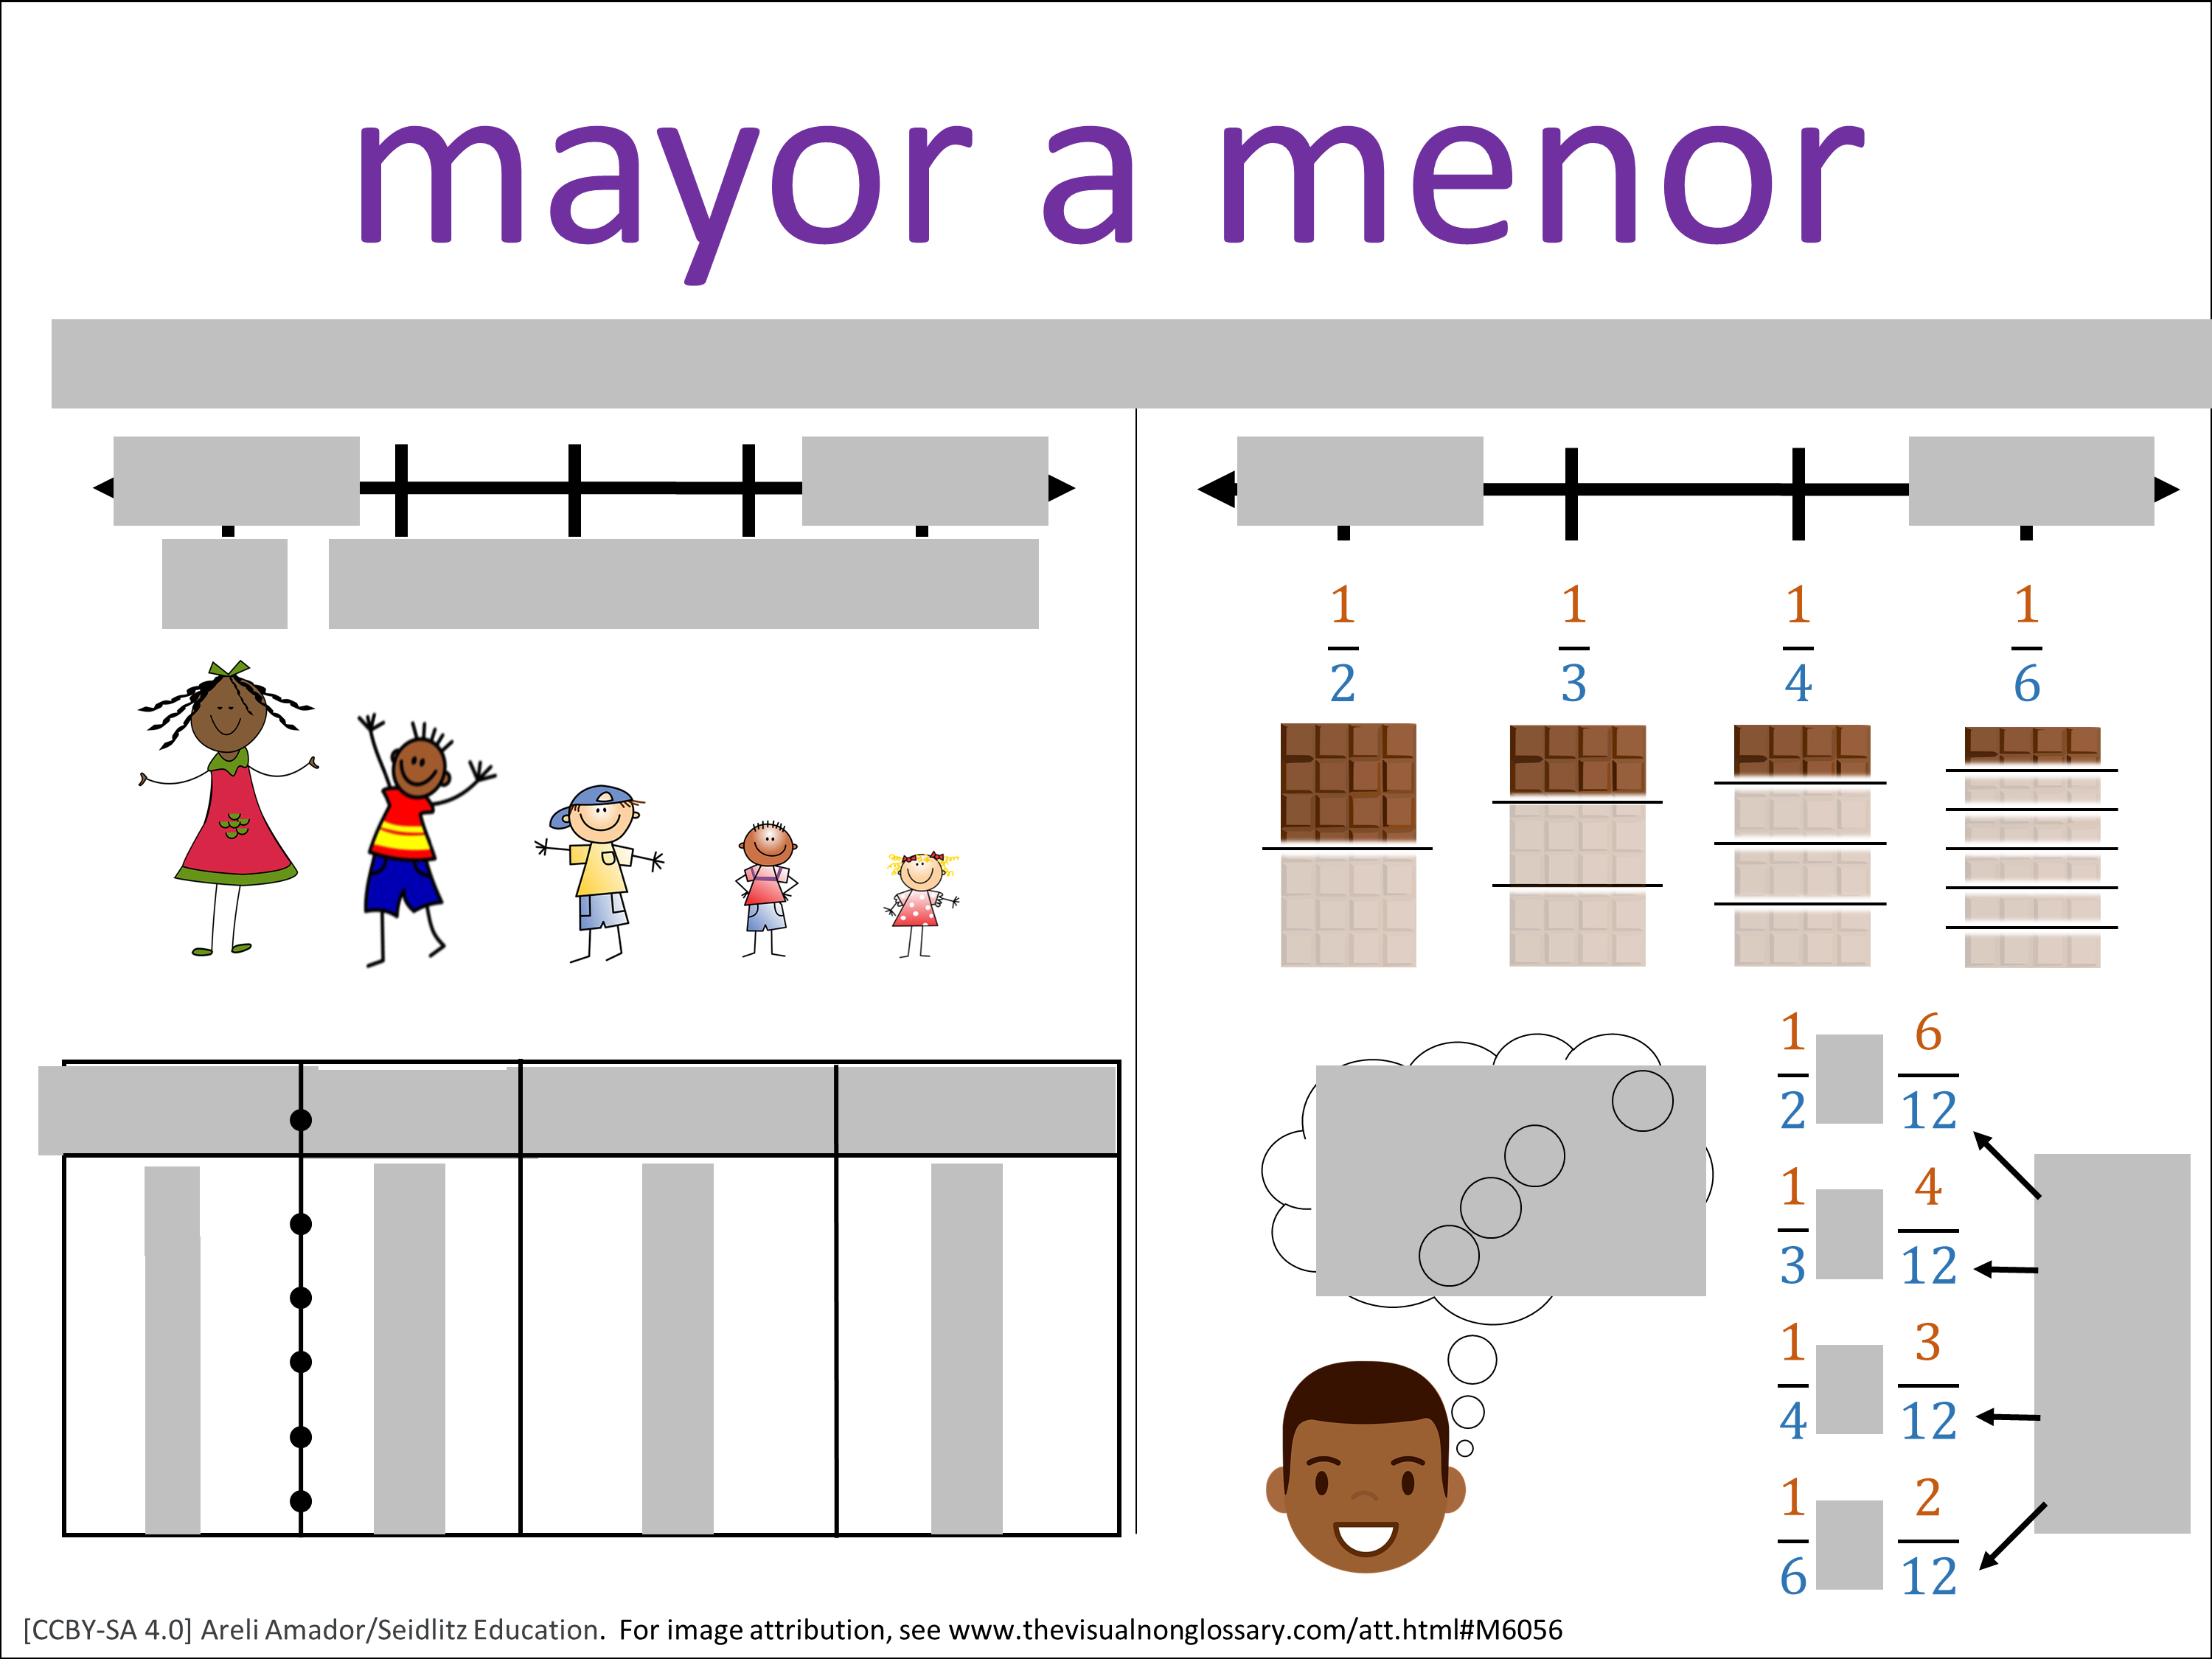 mayor a menor
1/2 1/3 1/4 1/6
1/2 6/12
1/3 4/12
1/4 3/12
1/6 2/12
[CCBY-SA 4.0] Areli Amador/Seidlitz Education. For image attribution, see www.thevisualnonglossary.com/att.html#M6056